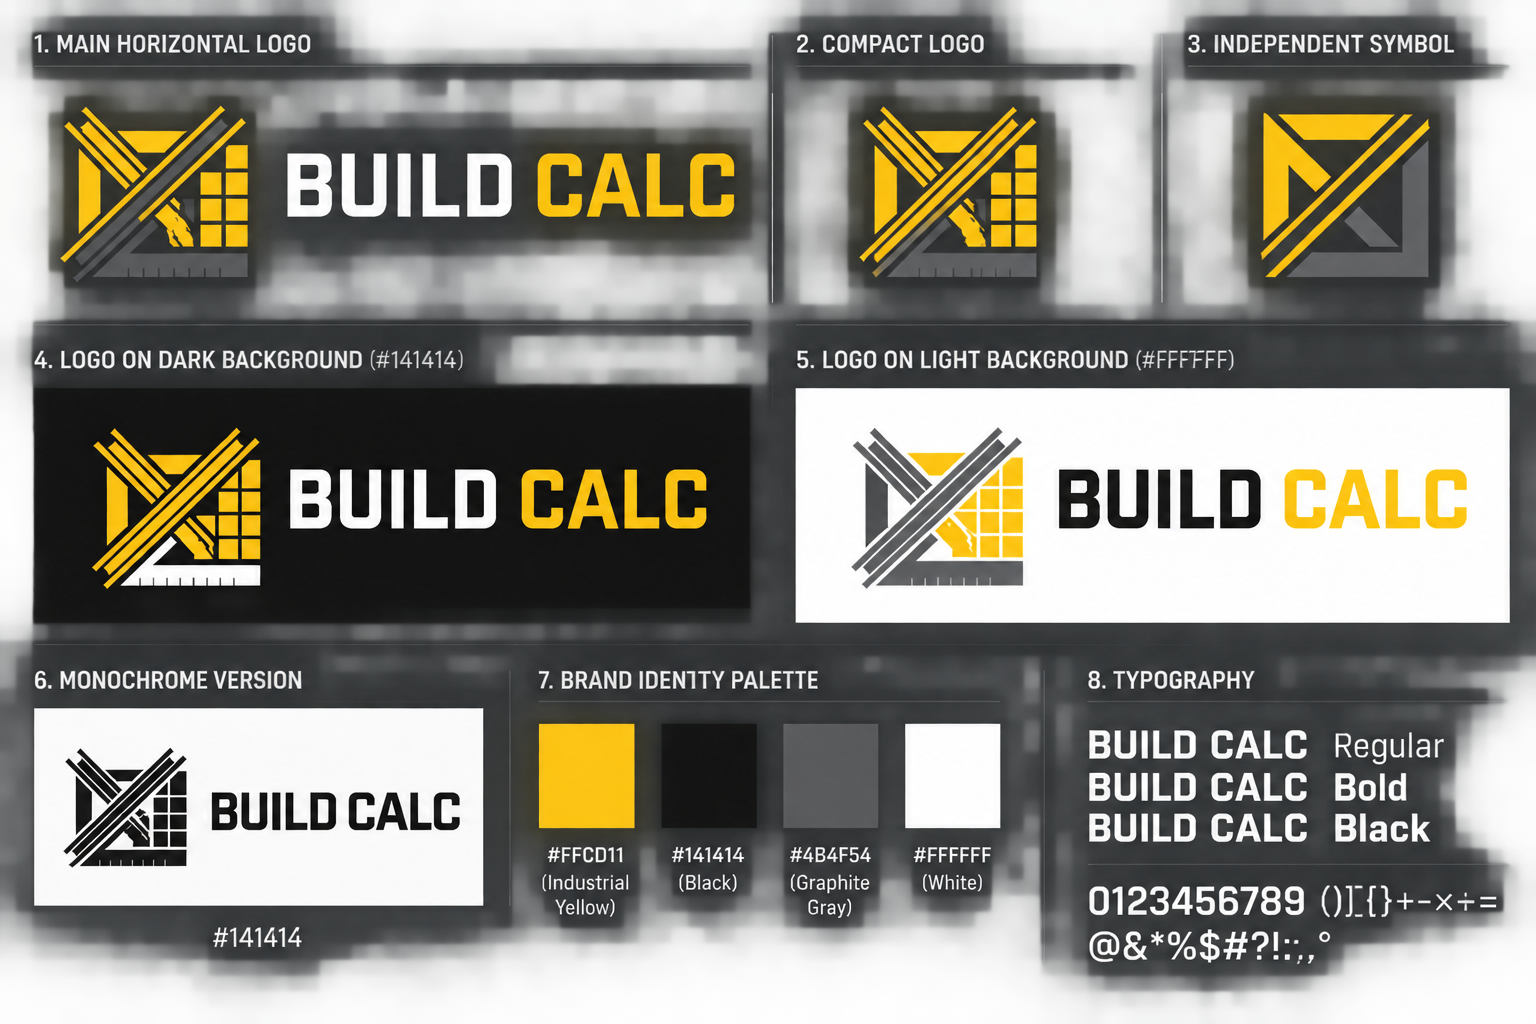 1. MAIN HORIZONTAL LOGO
BUILD CALC
2. COMPACT LOGO
3. INDEPENDENT SYMBOL
4. LOGO ON DARK BACKGROUND (#141414)
BUILD CALC
5. LOGO ON LIGHT BACKGROUND (#FFFFFF)
BUILD CALC
6. MONOCHROME VERSION
BUILD CALC
#141414
7. BRAND IDENTITY PALETTE
#FFCD11
(Industrial
Yellow)
#141414
(Black)
#4B4F54
(Graphite
Gray)
#FFFFFF
(White)
8. TYPOGRAPHY
BUILD CALC Regular
BUILD CALC Bold
BUILD CALC Black
0123456789 ()][{}+-×÷=
@&*%$#?!:;,°